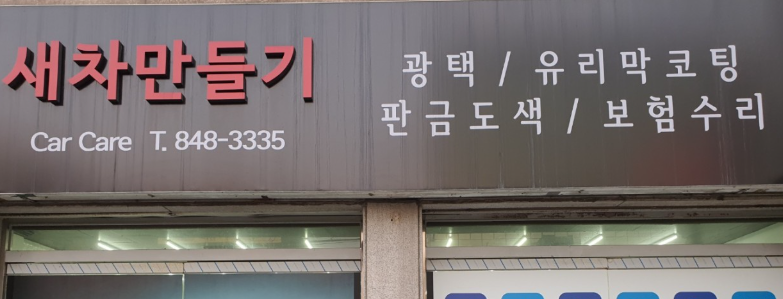 새차만들기
Car Care T. 848-3335
광택 / 유리막코팅
판금도색 / 보험수리